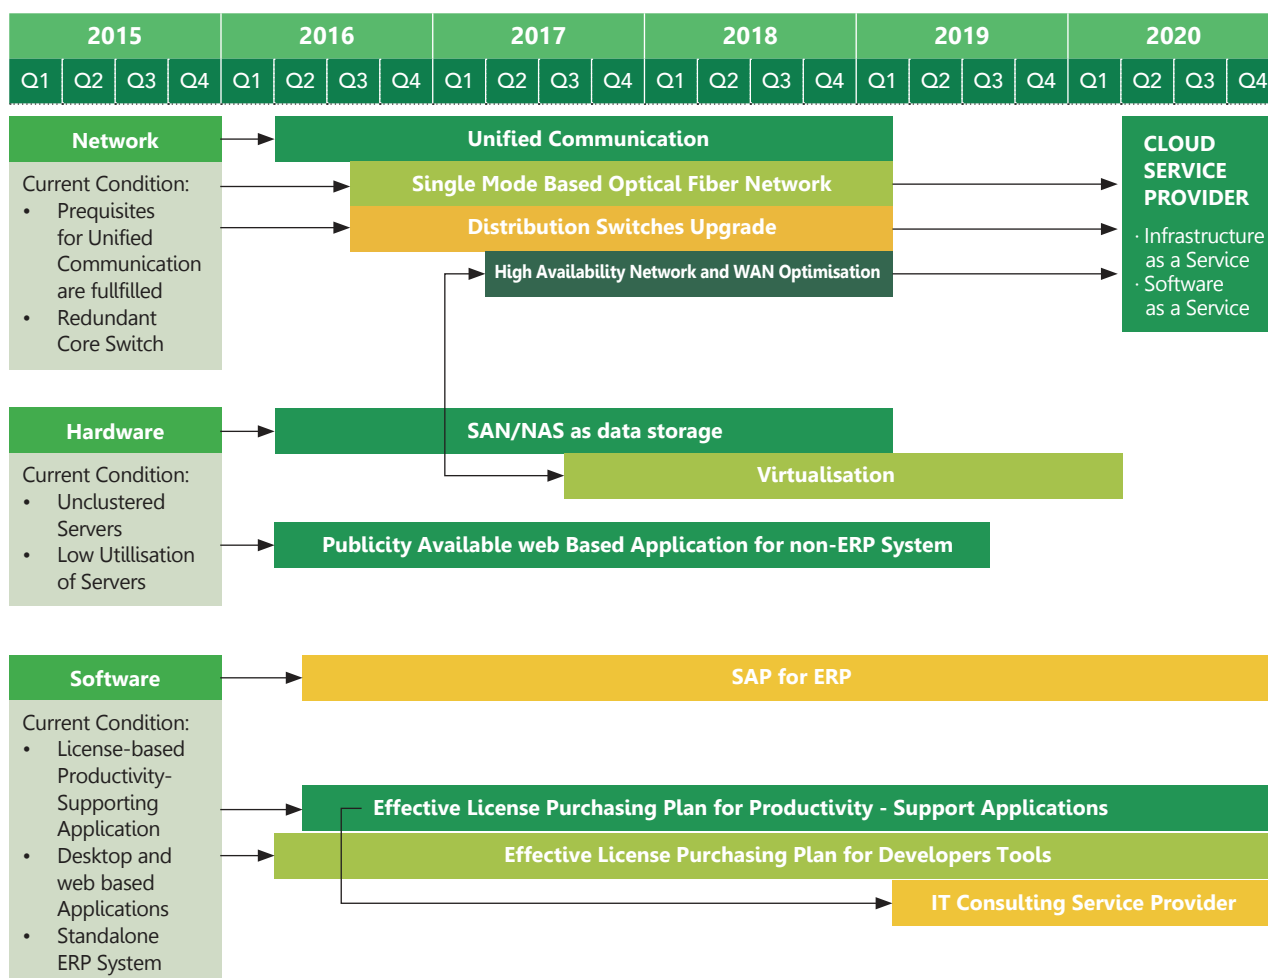 2015 2016 2017 2018 2019 2020
Q1 Q2 Q3 Q4 Q1 Q2 Q3 Q4 Q1 Q2 Q3 Q4 Q1 Q2 Q3 Q4 Q1 Q2 Q3 Q4 Q1 Q2 Q3 Q4
Network
Current Condition:
• Prequisites
for Unified
Communication
are fullfilled
• Redundant
Core Switch
Unified Communication
Single Mode Based Optical Fiber Network
Distribution Switches Upgrade
High Availability Network and WAN Optimisation
CLOUD
SERVICE
PROVIDER
· Infrastructure
as a Service
· Software
as a Service
Hardware
Current Condition:
• Unclustered
Servers
• Low Utillisation
of Servers
SAN/NAS as data storage
Virtualisation
Publicity Available web Based Application for non-ERP System
Software
Current Condition:
• License-based
Productivity-
Supporting
Application
• Desktop and
web based
Applications
• Standalone
ERP System
SAP for ERP
Effective License Purchasing Plan for Productivity - Support Applications
Effective License Purchasing Plan for Developers Tools
IT Consulting Service Provider